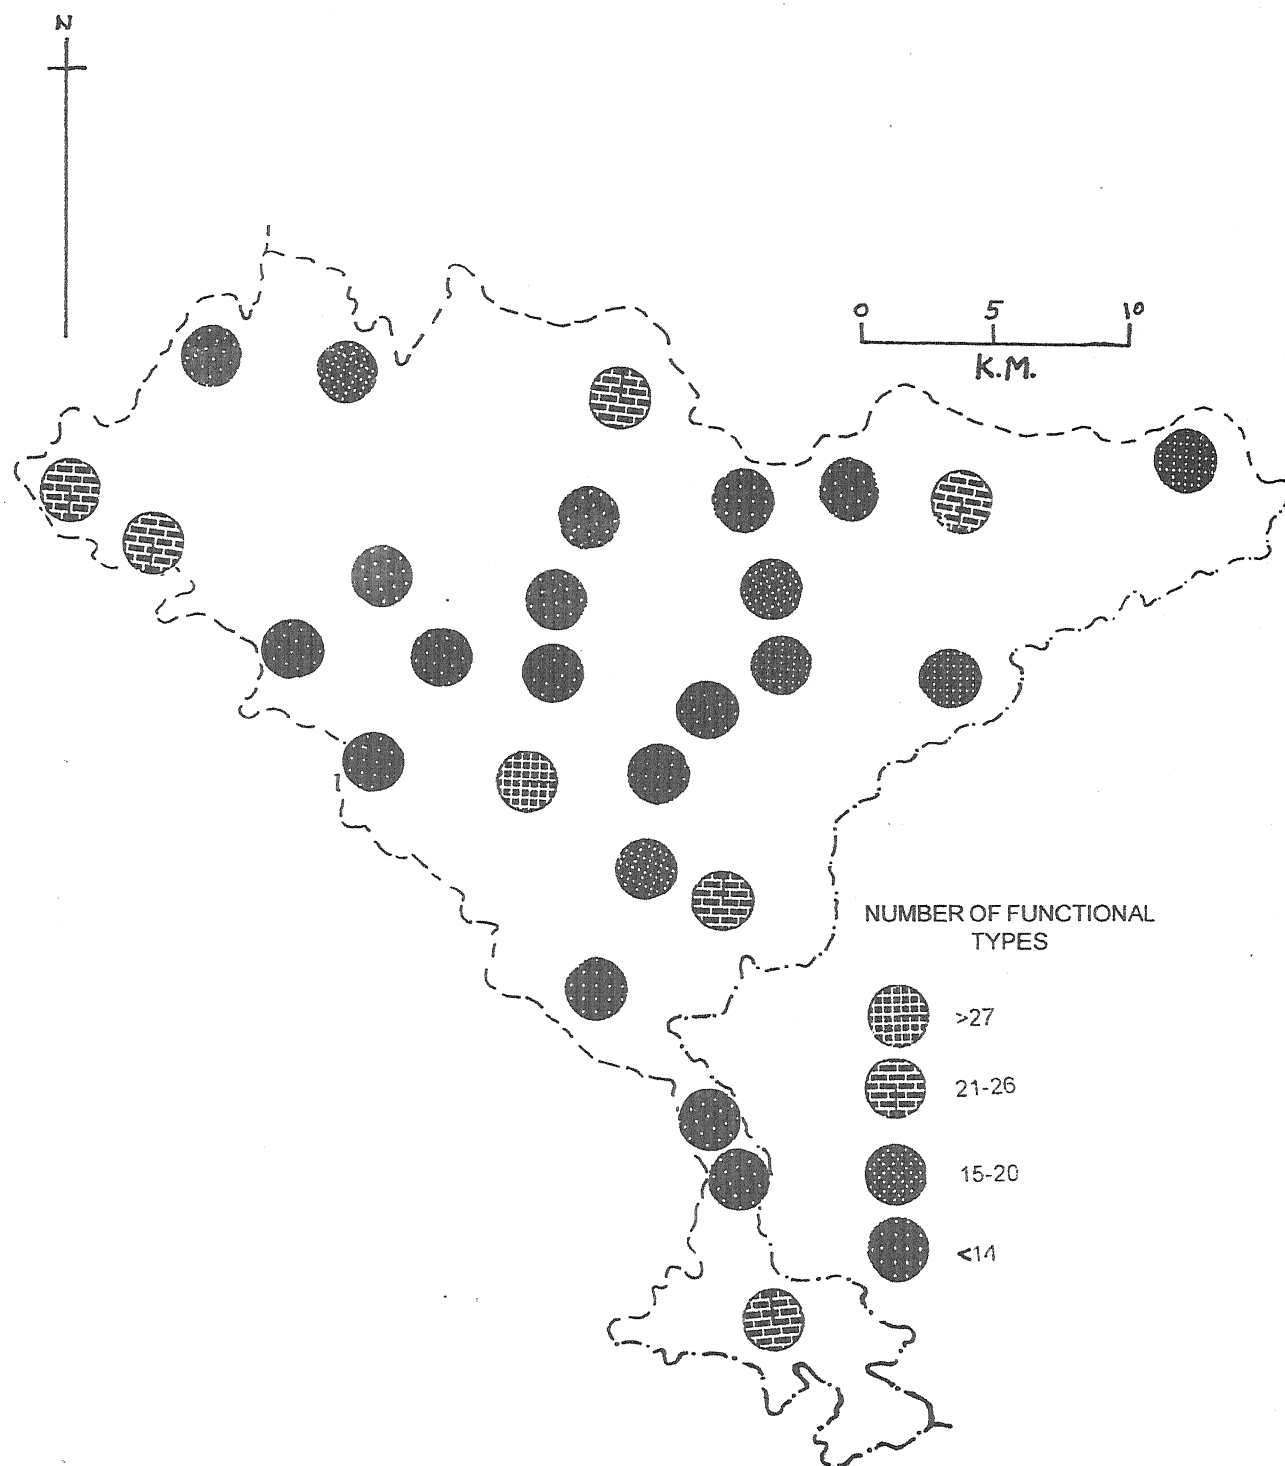 N
0 5 10
K.M.
NUMBER OF FUNCTIONAL
TYPES
>27
21-26
15-20
<14